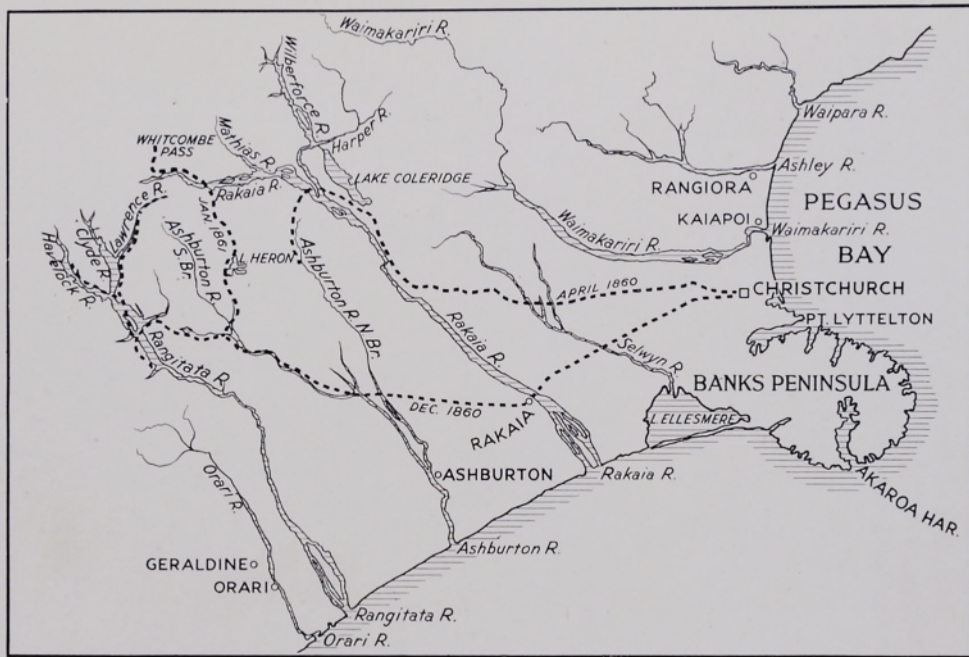 Waimakariri R.
Wilberforce R.
Waipara R.
Mathias R.
Harper R.
WHITCOMBE
PASS
Rakaia R.
LAKE COLERIDGE
Ashley R.
RANGIORA
PEGASUS
BAY
KAIAPOI
Waimakariri R.
Waimakariri R.
Lawrence R.
Clyde R.
Havelock R.
JAN. 1861
Ashburton R.
S. Br.
L. HERON
Ashburton R. N. Br.
APRIL 1860
CHRISTCHURCH
PT. LYTTELTON
Rakaia R.
Selwyn R.
Rangitata R.
BANKS PENINSULA
DEC. 1860
RAKAIA
L. ELLESMERE
Orari R.
ASHBURTON
Rakaia R.
AKAROA HAR.
Ashburton R.
GERALDINE
ORARI
Rangitata R.
Orari R.